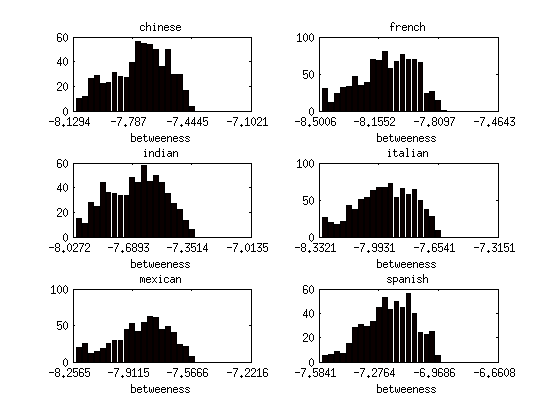 chinese
60
40
20
0
-8.1294 -7.787 -7.4445 -7.1021
betweeness
french
100
50
0
-8.5006 -8.1552 -7.8097 -7.4643
betweeness
indian
60
40
20
0
-8.0272 -7.6893 -7.3514 -7.0135
betweeness
italian
100
50
0
-8.3321 -7.9931 -7.6541 -7.3151
betweeness
mexican
100
50
0
-8.2565 -7.9115 -7.5666 -7.2216
betweeness
spanish
60
40
20
0
-7.5841 -7.2764 -6.9686 -6.6608
betweeness